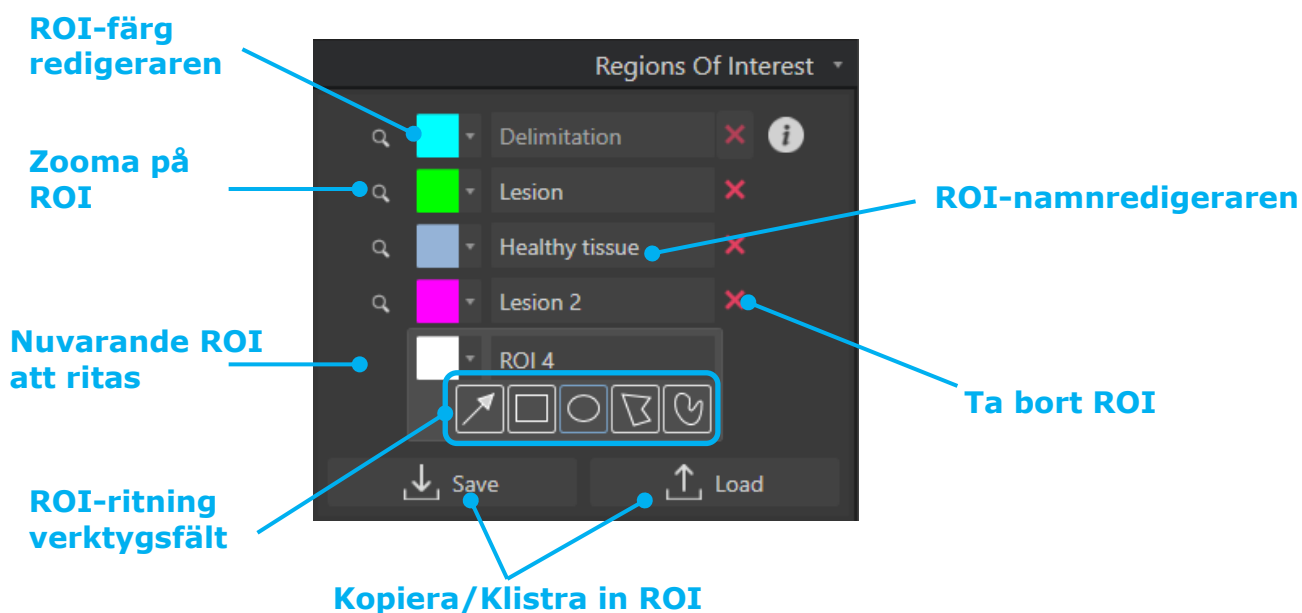 ROI-färg
redigeraren
Regions Of Interest
Delimitation
i
Zooma på
ROI
Lesion
ROI-namnredigeraren
Healthy tissue
Lesion 2
Nuvarande ROI
att ritas
ROI 4
Ta bort ROI
Save
Load
ROI-ritning
verktygsfält
Kopiera/Klistra in ROI